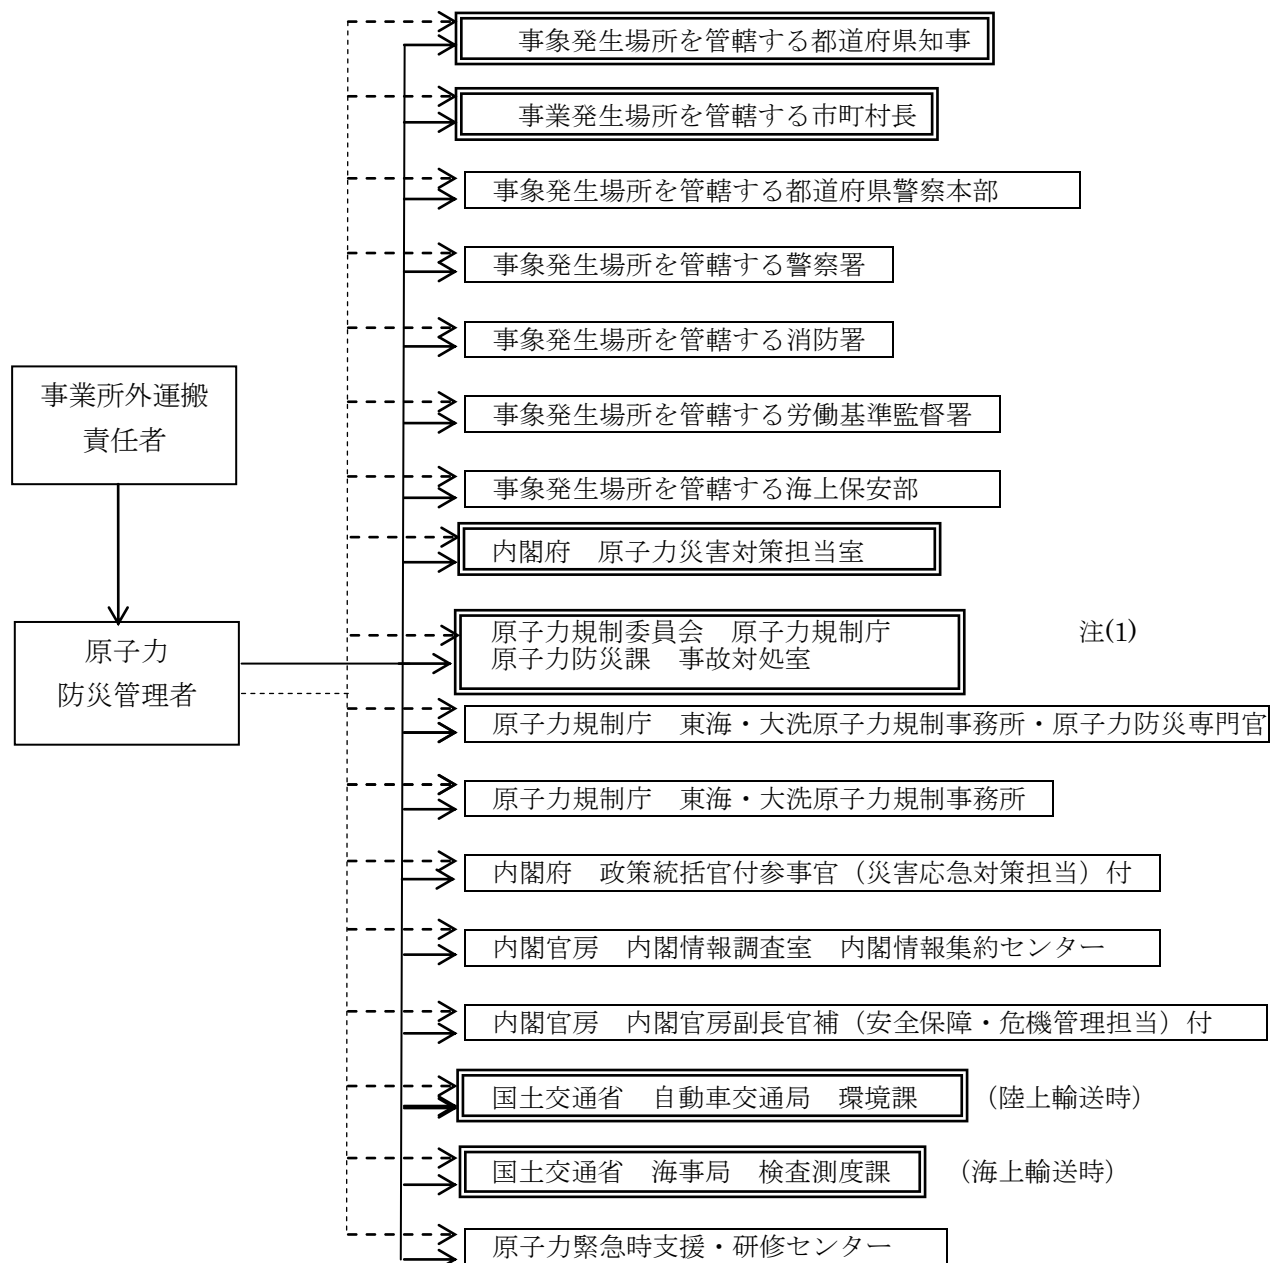 事象発生場所を管轄する都道府県知事
事業発生場所を管轄する市町村長
事象発生場所を管轄する都道府県警察本部
事象発生場所を管轄する警察署
事象発生場所を管轄する消防署
事業所外運搬
責任者
事象発生場所を管轄する労働基準監督署
事象発生場所を管轄する海上保安部
内閣府　原子力災害対策担当室
原子力
防災管理者
原子力規制委員会　原子力規制庁
原子力防災課　事故対処室
注(1)
原子力規制庁　東海・大洗原子力規制事務所・原子力防災専門官
原子力規制庁　東海・大洗原子力規制事務所
内閣府　政策統括官付参事官（災害応急対策担当）付
内閣官房　内閣情報調査室　内閣情報集約センター
内閣官房　内閣官房副長官補（安全保障・危機管理担当）付
国土交通省　自動車交通局　環境課　（陸上輸送時）
国土交通省　海事局　検査測度課　（海上輸送時）
原子力緊急時支援・研修センター